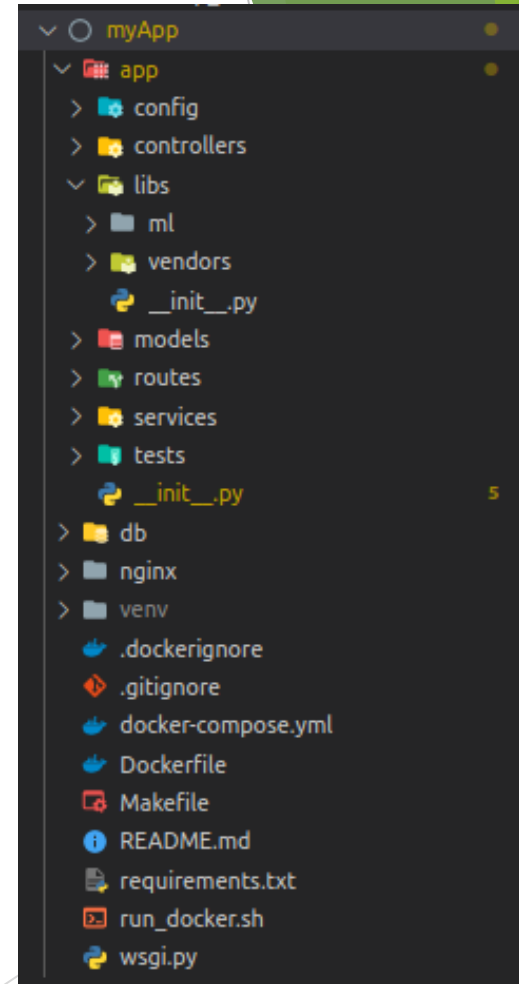 myApp
app
config
controllers
libs
ml
vendors
__init__.py
models
routes
services
tests
__init__.py 5
db
nginx
venv
.dockerignore
.gitignore
docker-compose.yml
Dockerfile
Makefile
README.md
requirements.txt
run_docker.sh
wsgi.py